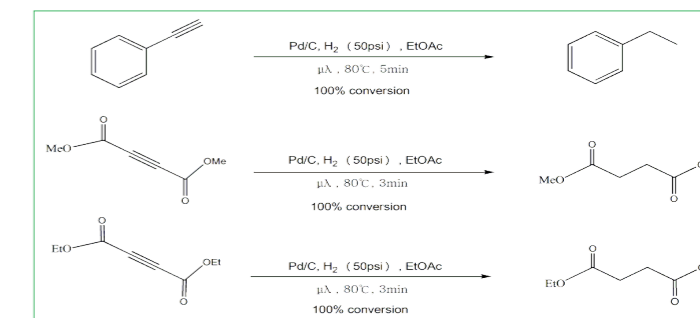 Pd/C, H2 (50psi) , EtOAc
μλ , 80℃, 5min
100% conversion
O
MeO
OMe
O
Pd/C, H2 (50psi) , EtOAc
μλ , 80℃, 3min
100% conversion
O
MeO
O
O
EtO
OEt
O
Pd/C, H2 (50psi) , EtOAc
μλ , 80℃, 3min
100% conversion
O
EtO
O